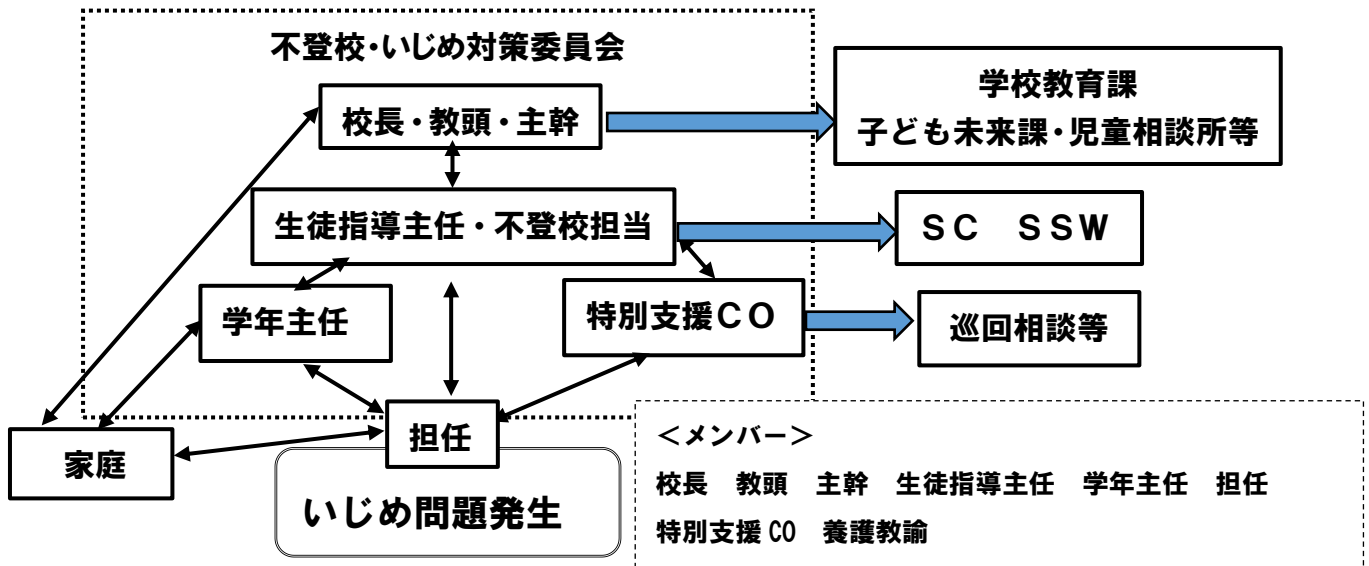 不登校・いじめ対策委員会
校長・教頭・主幹
学校教育課
子ども未来課・児童相談所等
生徒指導主任・不登校担当
ＳＣ　ＳＳＷ
学年主任
特別支援ＣＯ
巡回相談等
担任
家庭
いじめ問題発生
＜メンバー＞
校長　教頭　主幹　生徒指導主任　学年主任　担任
特別支援 CO　養護教諭